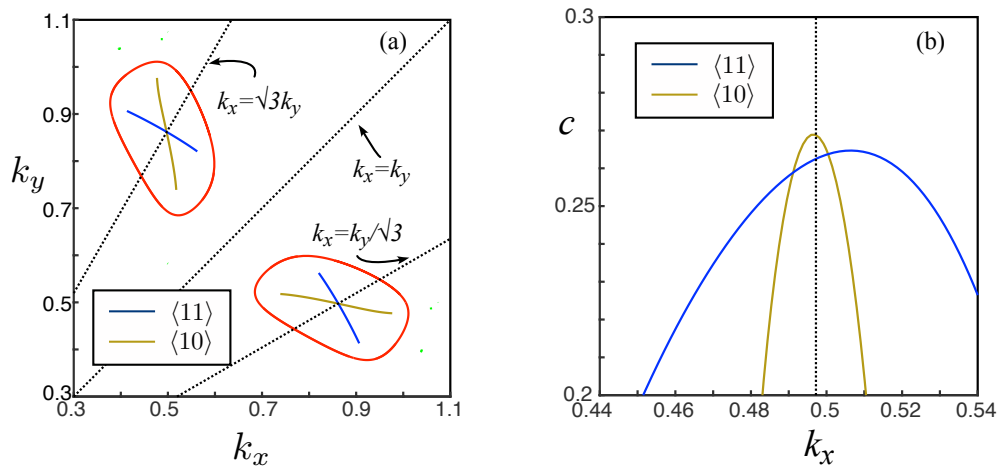 (a)
1.1
0.9
0.7
0.5
0.3
k_y
k_x=√3k_y
k_x=k_y
k_x=k_y/√3
⟨11⟩
⟨10⟩
0.3
0.5
0.7
0.9
1.1
k_x
(b)
0.3
0.25
0.2
c
⟨11⟩
⟨10⟩
0.44
0.46
0.48
0.5
0.52
0.54
k_x